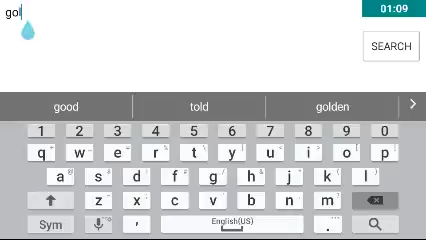 gol
01:09
SEARCH
good told golden
1 2 3 4 5 6 7 8 9 0
q w e r t y u i o p
a s d f g h j k l
z x c v b n m
Sym , English(US) .